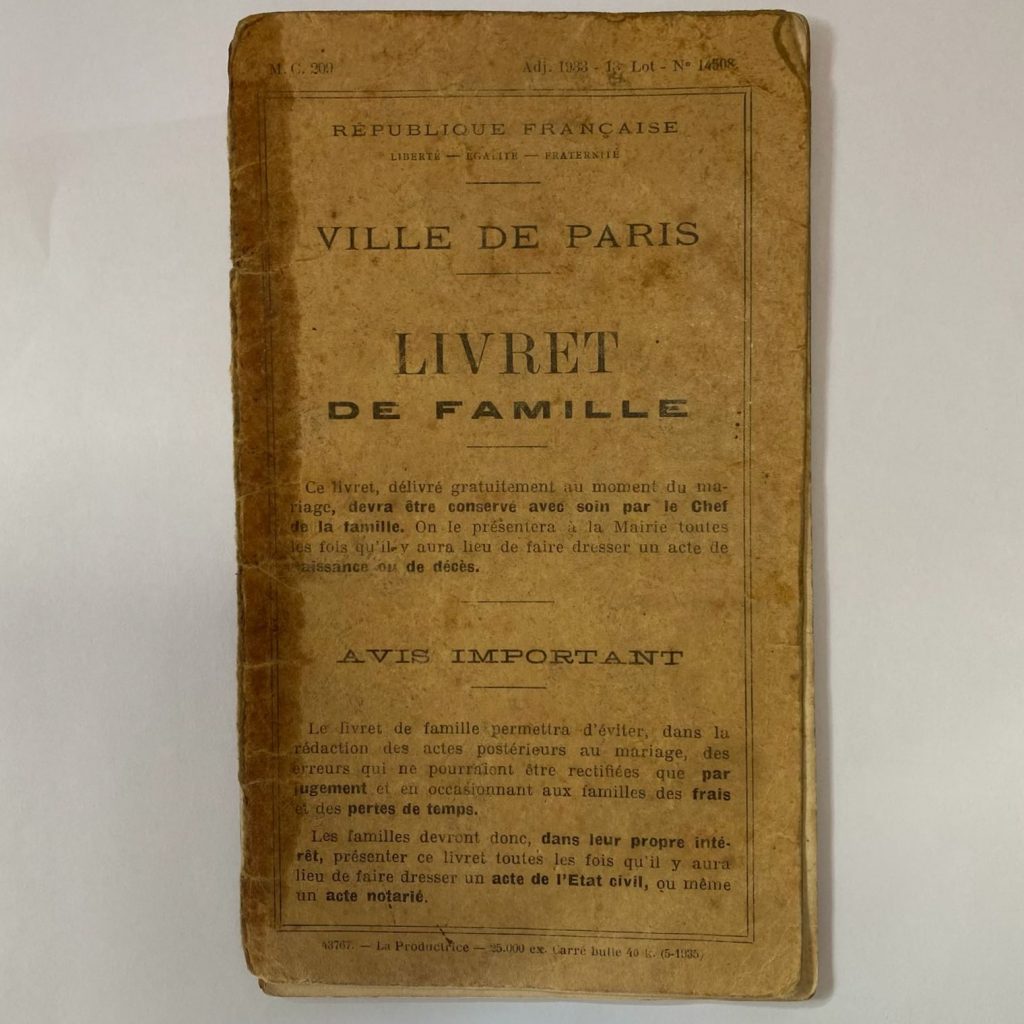 M. C. 209
Adj. 1933 - Lot - Nº 14508
RÉPUBLIQUE FRANÇAISE
LIBERTÉ — ÉGALITÉ — FRATERNITÉ
VILLE DE PARIS
LIVRET
DE FAMILLE
Ce livret, délivré gratuitement au moment du ma-
riage, devra être conservé avec soin par le Chef
de la famille. On le présentera à la Mairie toutes
les fois qu'il y aura lieu de faire dresser un acte de
naissance ou de décès.
AVIS IMPORTANT
Le livret de famille permettra d'éviter, dans la
rédaction des actes postérieurs au mariage, des
erreurs qui ne pourraient être rectifiées que par
jugement et en occasionnant aux familles des frais
et des pertes de temps.
Les familles devront donc, dans leur propre inté-
rêt, présenter ce livret toutes les fois qu'il y aura
lieu de faire dresser un acte de l'Etat civil, ou même
un acte notarié.
43767. — La Productrice — 25.000 ex. Carré bulle 40 k. (5-1935)